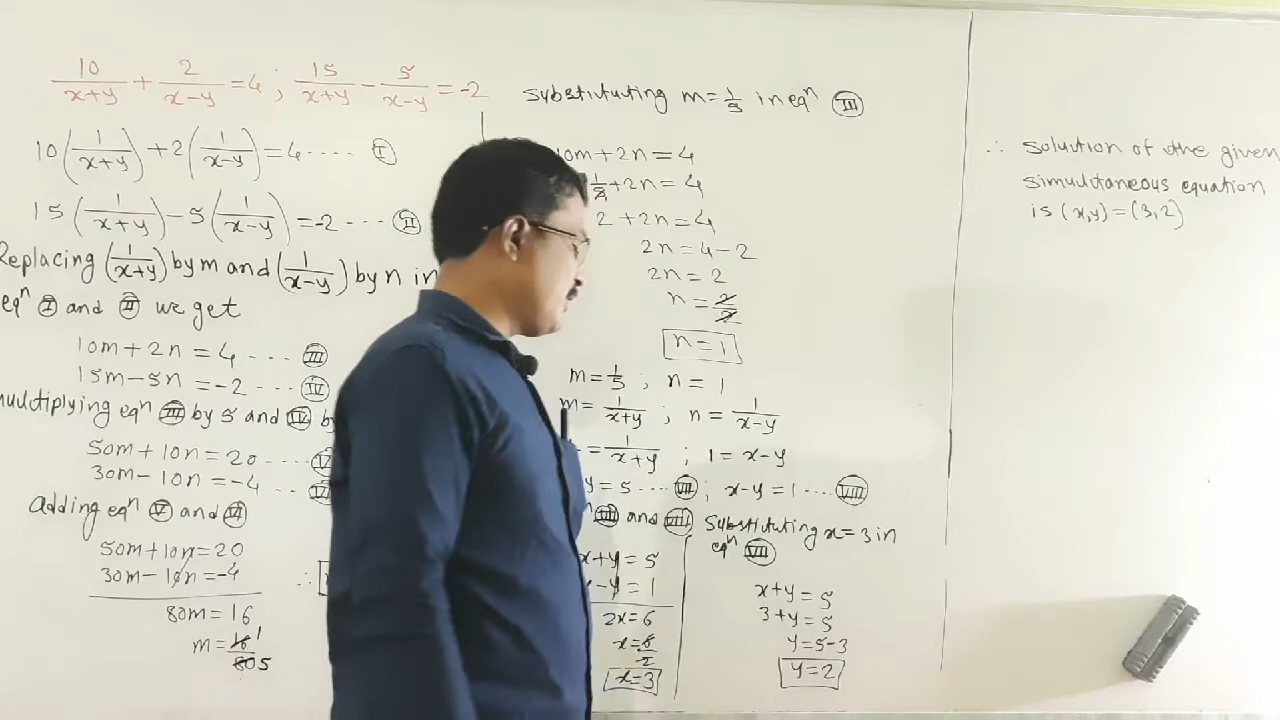 10/(x+y) + 2/(x-y) = 4 ; 15/(x+y) - 5/(x-y) = -2
10(1/(x+y)) + 2(1/(x-y)) = 4 .... I
15(1/(x+y)) - 5(1/(x-y)) = -2 ... II
Replacing (1/(x+y)) by m and (1/(x-y)) by n in
eqⁿ I and II we get
10m + 2n = 4 ... III
15m - 5n = -2 ... IV
multiplying eqⁿ III by 5 and IV by
50m + 10n = 20 ..... V
30m - 10n = -4 .. VI
Adding eqⁿ V and VI
50m + 10n = 20
30m - 10n = -4
80m = 16
m = 16/80 1 5
∴
substituting m = 1/5 in eqⁿ III
10m + 2n = 4
1/5 + 2n = 4
2 + 2n = 4
2n = 4 - 2
2n = 2
n = 2/2
n = 1
m = 1/5 ; n = 1
m = 1/(x+y) ; n = 1/(x-y)
= 1/(x+y) ; 1 = x-y
y = 5 ... VII ; x-y = 1 .... VIII
VII and VIII
x+y = 5
-y = 1
2x = 6
x = 6/2
x = 3
Substituting x = 3 in
eqⁿ VII
x+y = 5
3+y = 5
y = 5-3
y = 2
∴ solution of the given
simultaneous equation
is (x,y) = (3,2)